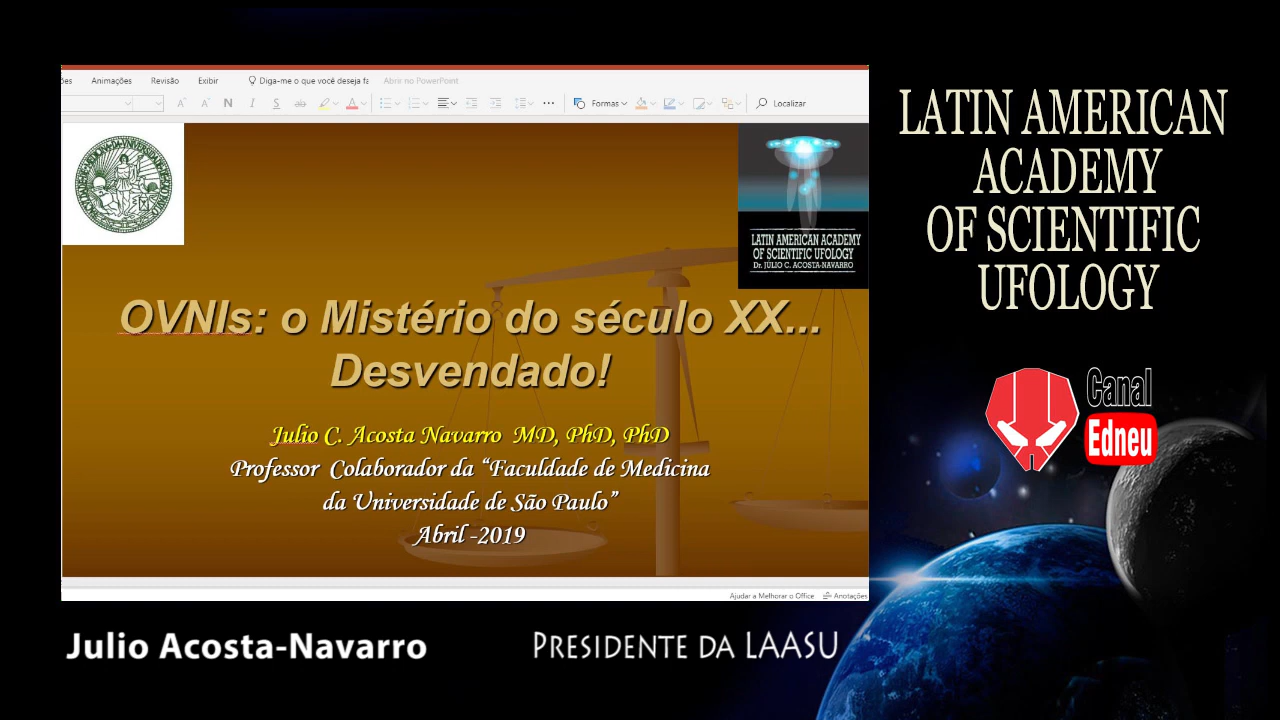 ões Animações Revisão Exibir Diga-me o que você deseja fa Abrir no PowerPoint
N I S ab A Formas Localizar
LATIN AMERICAN ACADEMY
OF SCIENTIFIC UFOLOGY
Dr. JULIO C. ACOSTA-NAVARRO
OVNIs: o Mistério do século XX...
Desvendado!
Julio C. Acosta Navarro MD, PhD, PhD
Professor Colaborador da “Faculdade de Medicina
da Universidade de São Paulo”
Abril -2019
Ajudar a Melhorar o Office Anotações
LATIN AMERICAN
ACADEMY
OF SCIENTIFIC
UFOLOGY
Canal
Edneu
Julio Acosta-Navarro PRESIDENTE DA LAASU